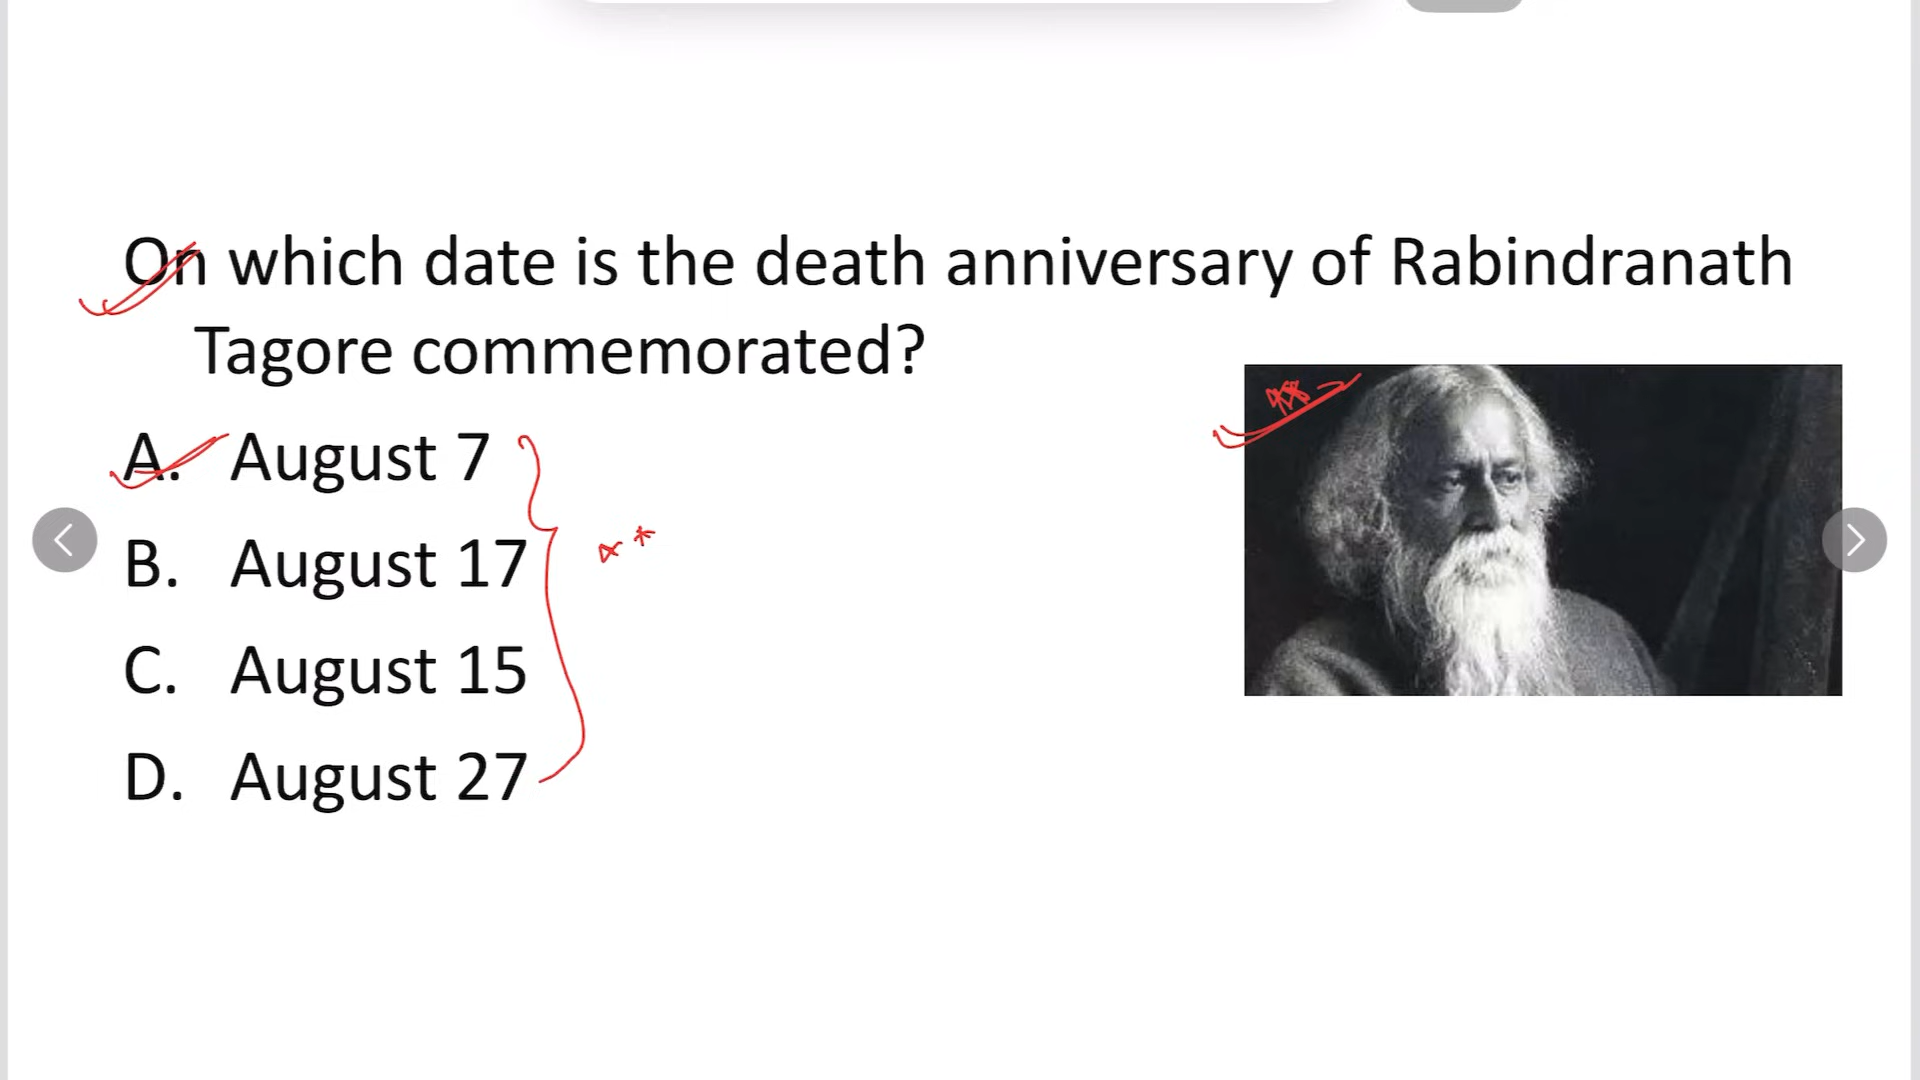 On which date is the death anniversary of Rabindranath
Tagore commemorated?
A. August 7
B. August 17
C. August 15
D. August 27